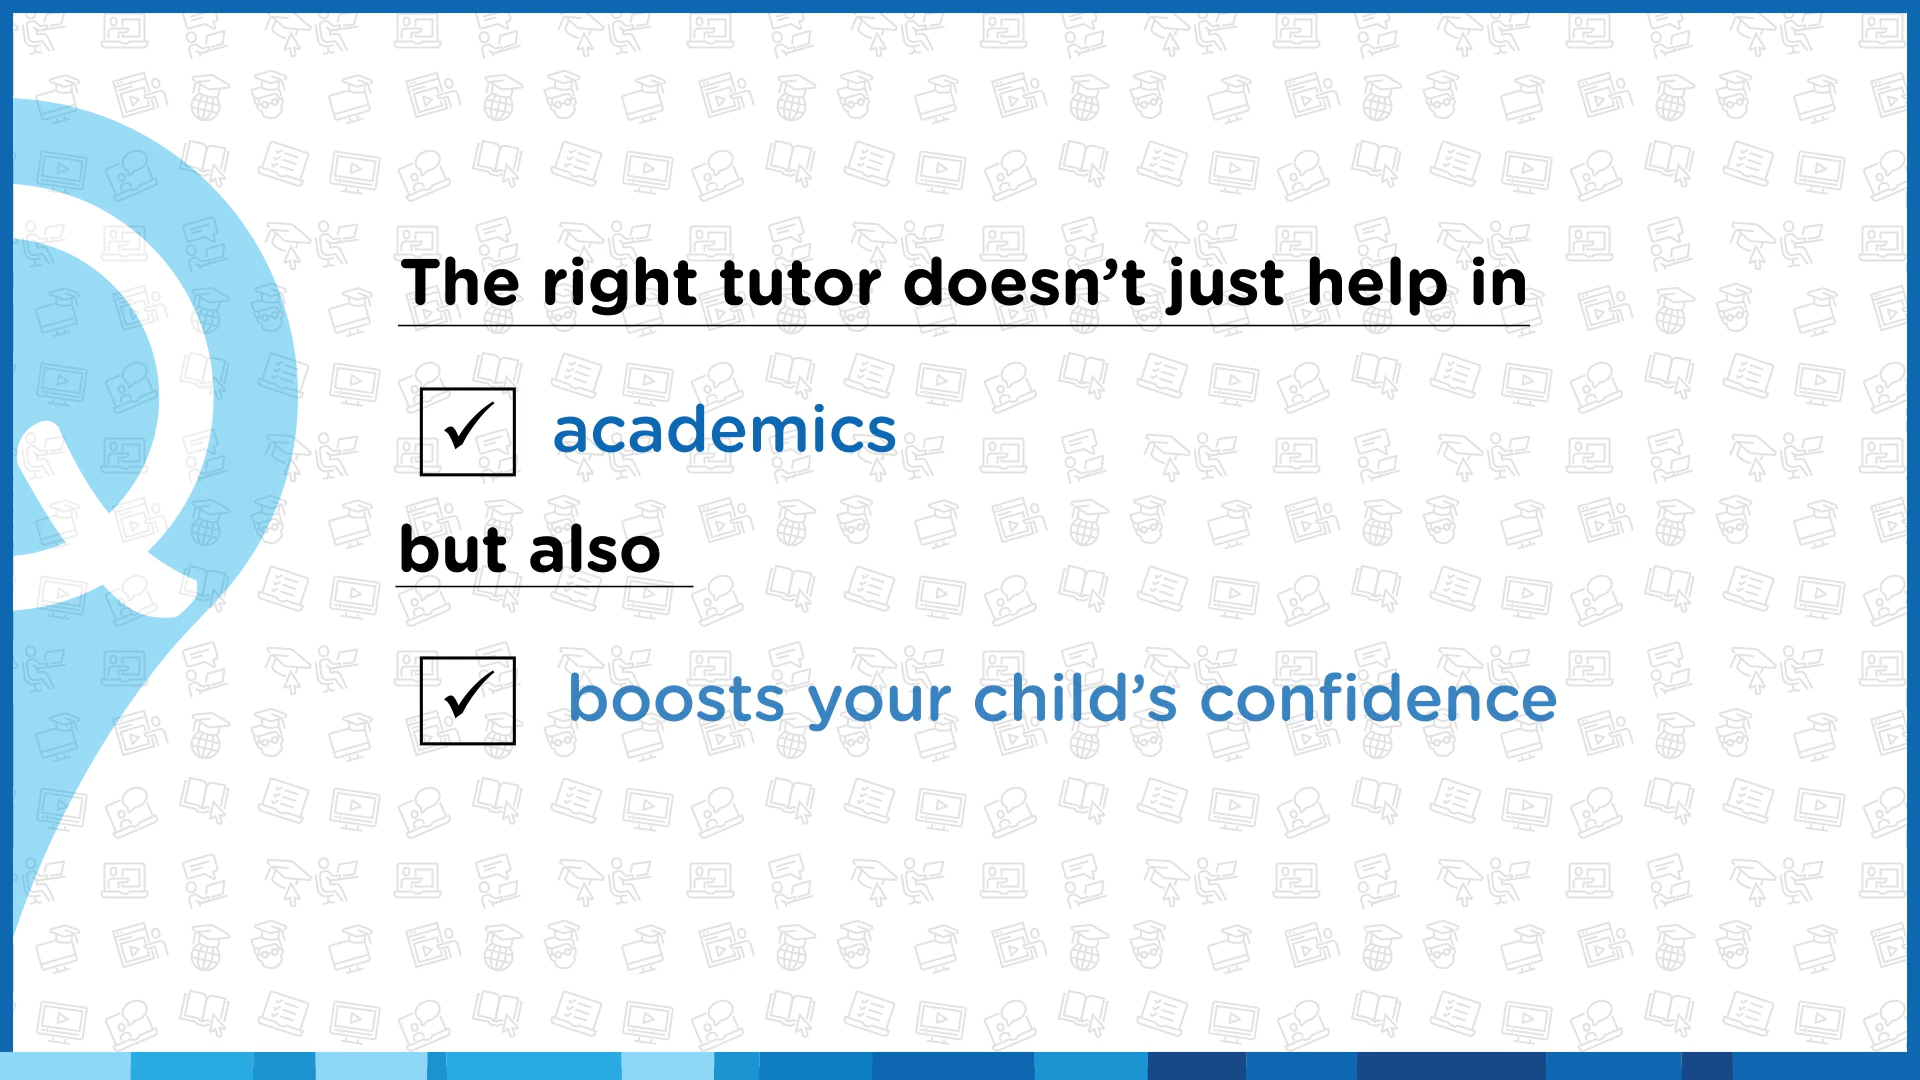 The right tutor doesn’t just help in
academics
but also
boosts your child’s confidence